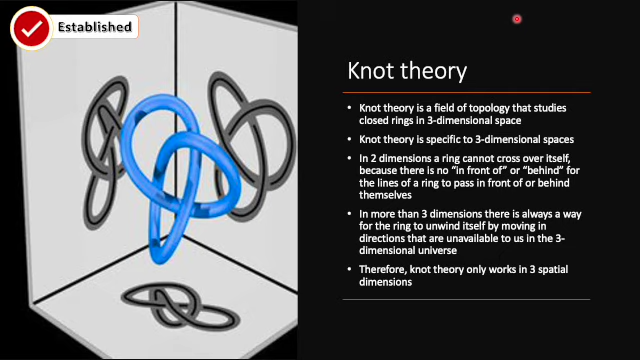 Established
Knot theory
• Knot theory is a field of topology that studies
closed rings in 3-dimensional space
• Knot theory is specific to 3-dimensional spaces
• In 2 dimensions a ring cannot cross over itself,
because there is no “in front of” or “behind” for
the lines of a ring to pass in front of or behind
themselves
• In more than 3 dimensions there is always a way
for the ring to unwind itself by moving in
directions that are unavailable to us in the 3-
dimensional universe
• Therefore, knot theory only works in 3 spatial
dimensions